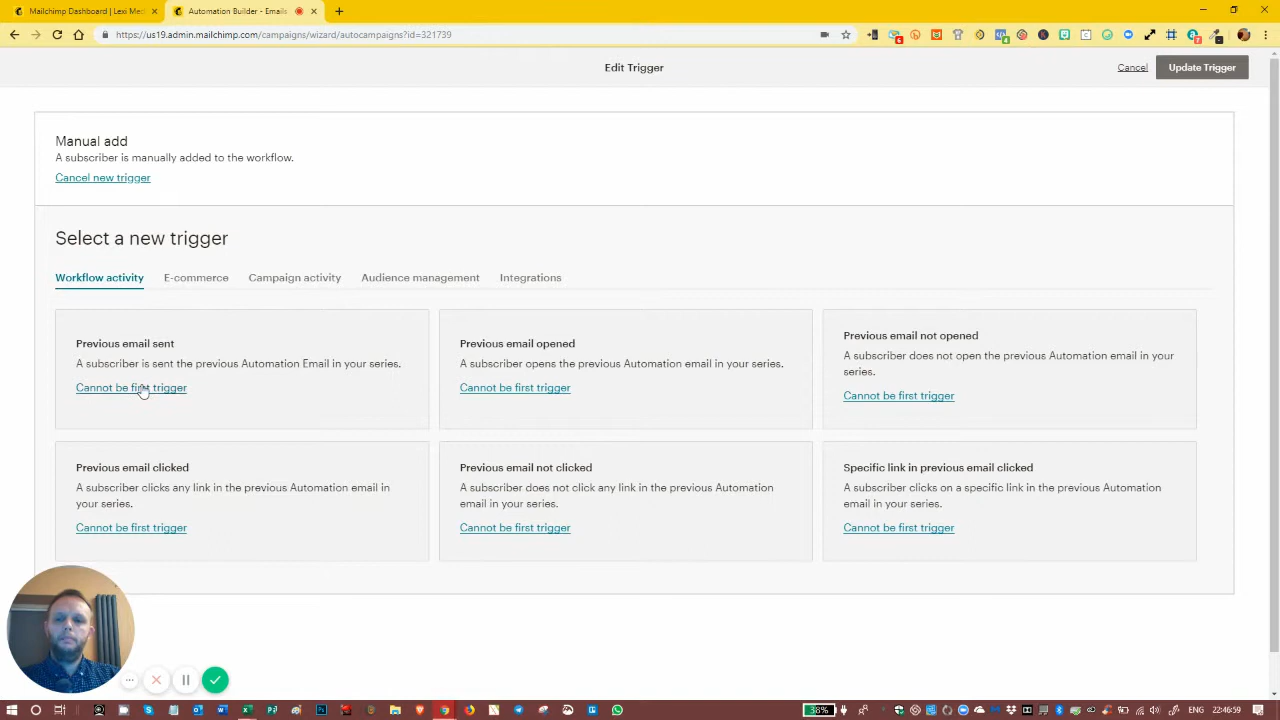 Mailchimp Dashboard | Lexi Med
Automation Builder - Emails
https://us19.admin.mailchimp.com/campaigns/wizard/autocampaigns?id=321739
Edit Trigger
Cancel
Update Trigger
Manual add
A subscriber is manually added to the workflow.
Cancel new trigger
Select a new trigger
Workflow activity
E-commerce
Campaign activity
Audience management
Integrations
Previous email sent
A subscriber is sent the previous Automation Email in your series.
Cannot be first trigger
Previous email opened
A subscriber opens the previous Automation email in your series.
Cannot be first trigger
Previous email not opened
A subscriber does not open the previous Automation email in your
series.
Cannot be first trigger
Previous email clicked
A subscriber clicks any link in the previous Automation email in
your series.
Cannot be first trigger
Previous email not clicked
A subscriber does not click any link in the previous Automation
email in your series.
Cannot be first trigger
Specific link in previous email clicked
A subscriber clicks on a specific link in the previous Automation
email in your series.
Cannot be first trigger
38%
ENG
22:46:59